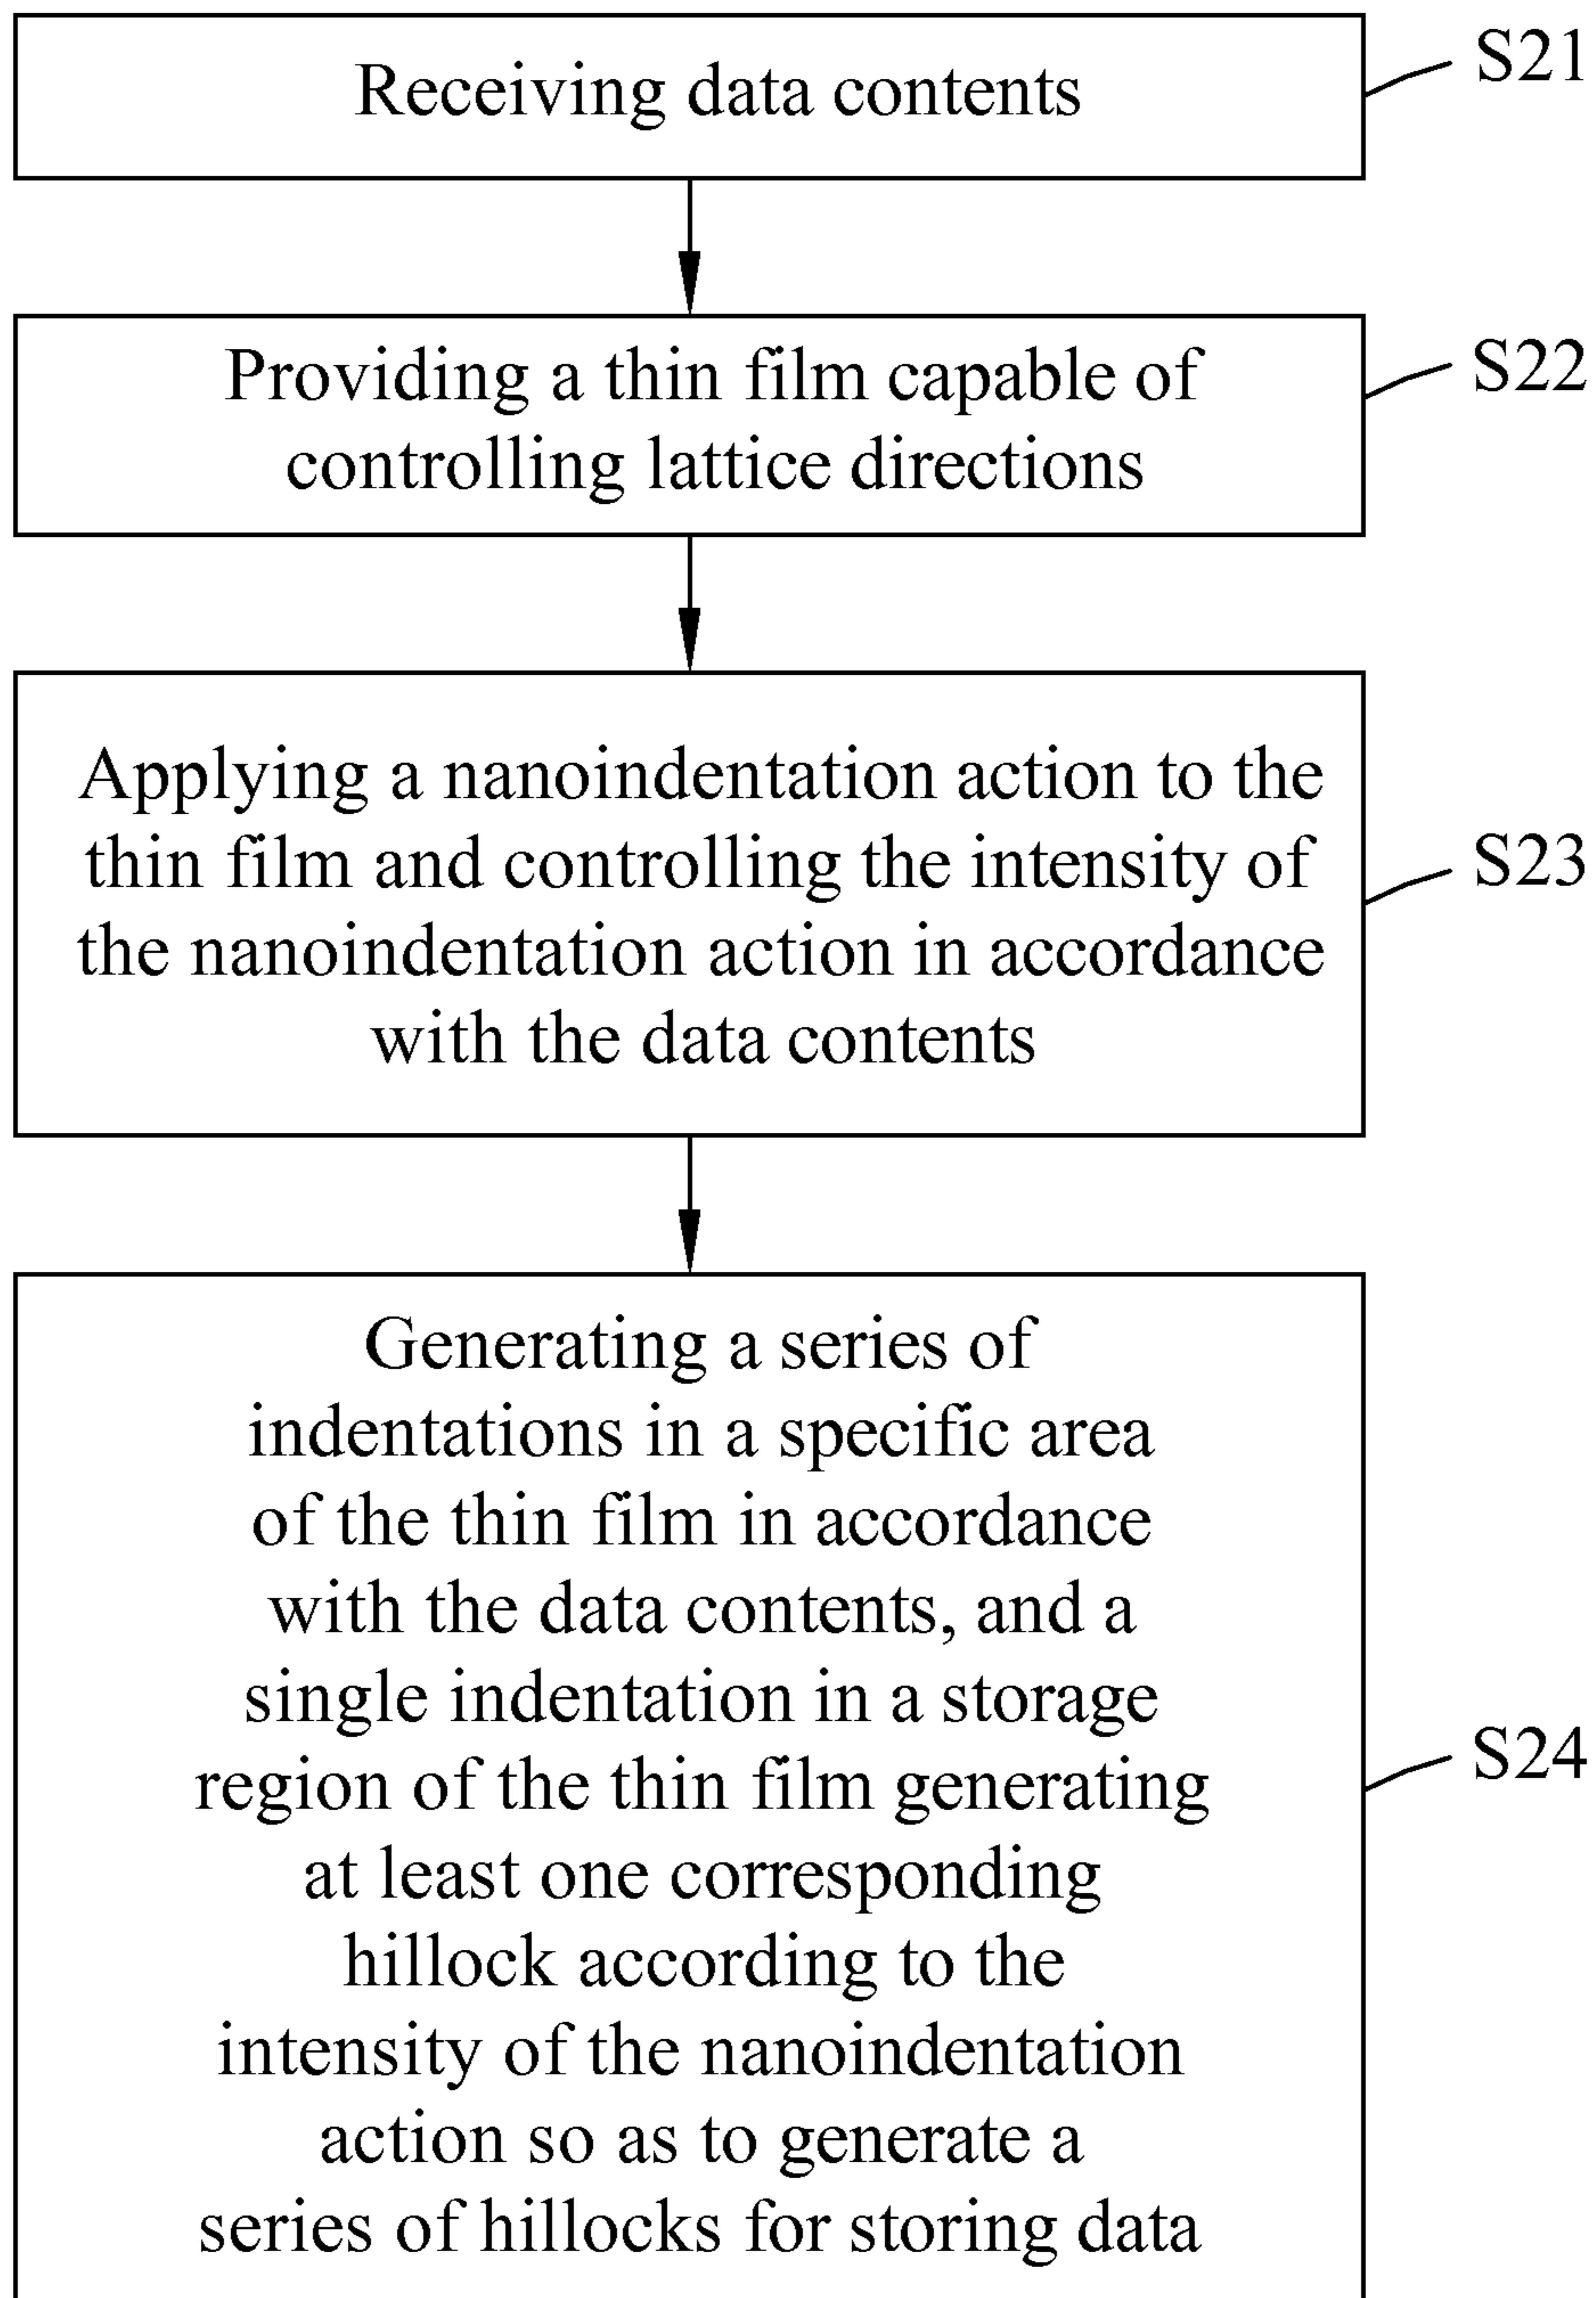 Receiving data contents
S21
Providing a thin film capable of
controlling lattice directions
S22
Applying a nanoindentation action to the
thin film and controlling the intensity of
the nanoindentation action in accordance
with the data contents
S23
Generating a series of
indentations in a specific area
of the thin film in accordance
with the data contents, and a
single indentation in a storage
region of the thin film generating
at least one corresponding
hillock according to the
intensity of the nanoindentation
action so as to generate a
series of hillocks for storing data
S24